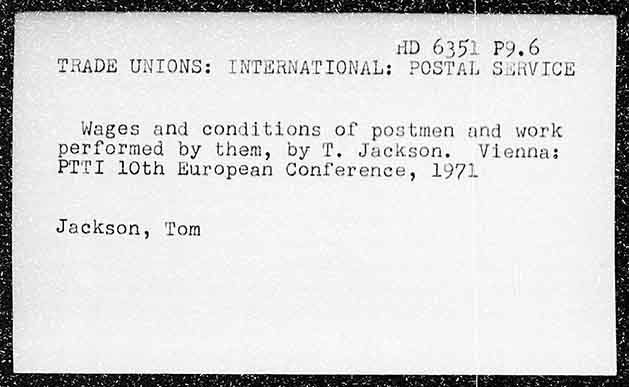 HD 6351 P9.6
TRADE UNIONS: INTERNATIONAL: POSTAL SERVICE
Wages and conditions of postmen and work
performed by them, by T. Jackson. Vienna:
PTTI 10th European Conference, 1971
Jackson, Tom